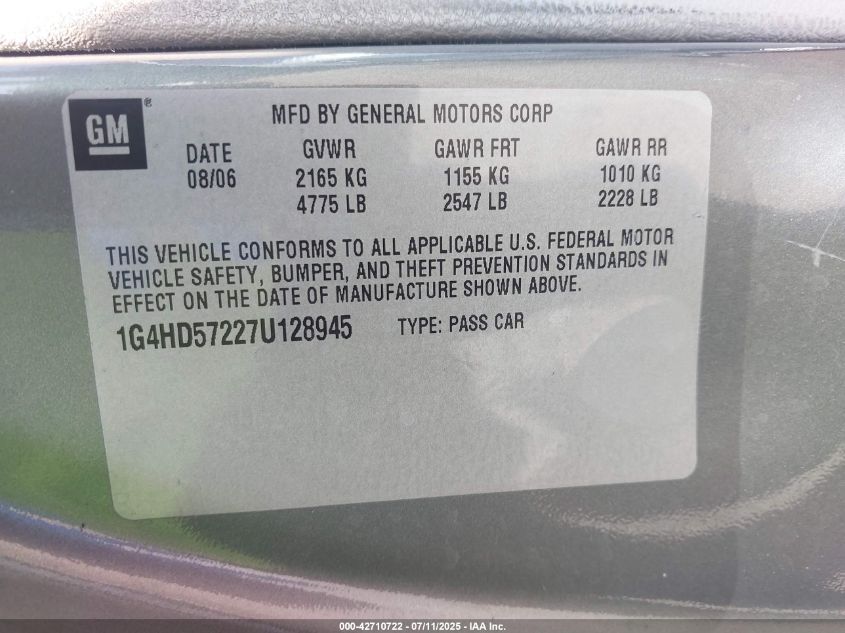 GM®
MFD BY GENERAL MOTORS CORP
DATE GVWR GAWR FRT GAWR RR
08/06 2165 KG 1155 KG 1010 KG
4775 LB 2547 LB 2228 LB
THIS VEHICLE CONFORMS TO ALL APPLICABLE U.S. FEDERAL MOTOR
VEHICLE SAFETY, BUMPER, AND THEFT PREVENTION STANDARDS IN
EFFECT ON THE DATE OF MANUFACTURE SHOWN ABOVE.
1G4HD57227U128945 TYPE: PASS CAR
000-42710722 - 07/11/2025 - IAA Inc.